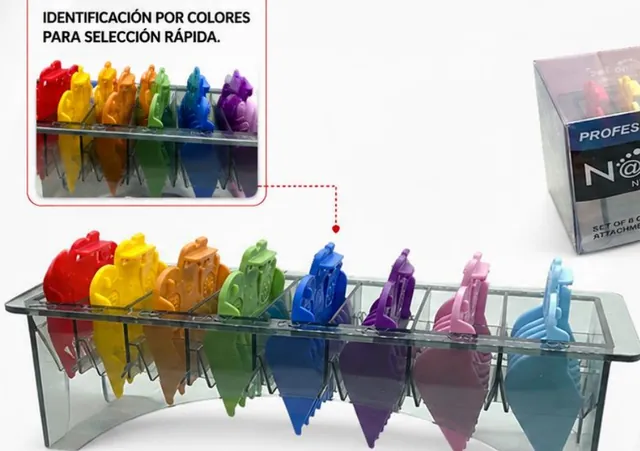 IDENTIFICACIÓN POR COLORES
PARA SELECCIÓN RÁPIDA.
PROFES
N@
N
SET OF 8
ATTACHME